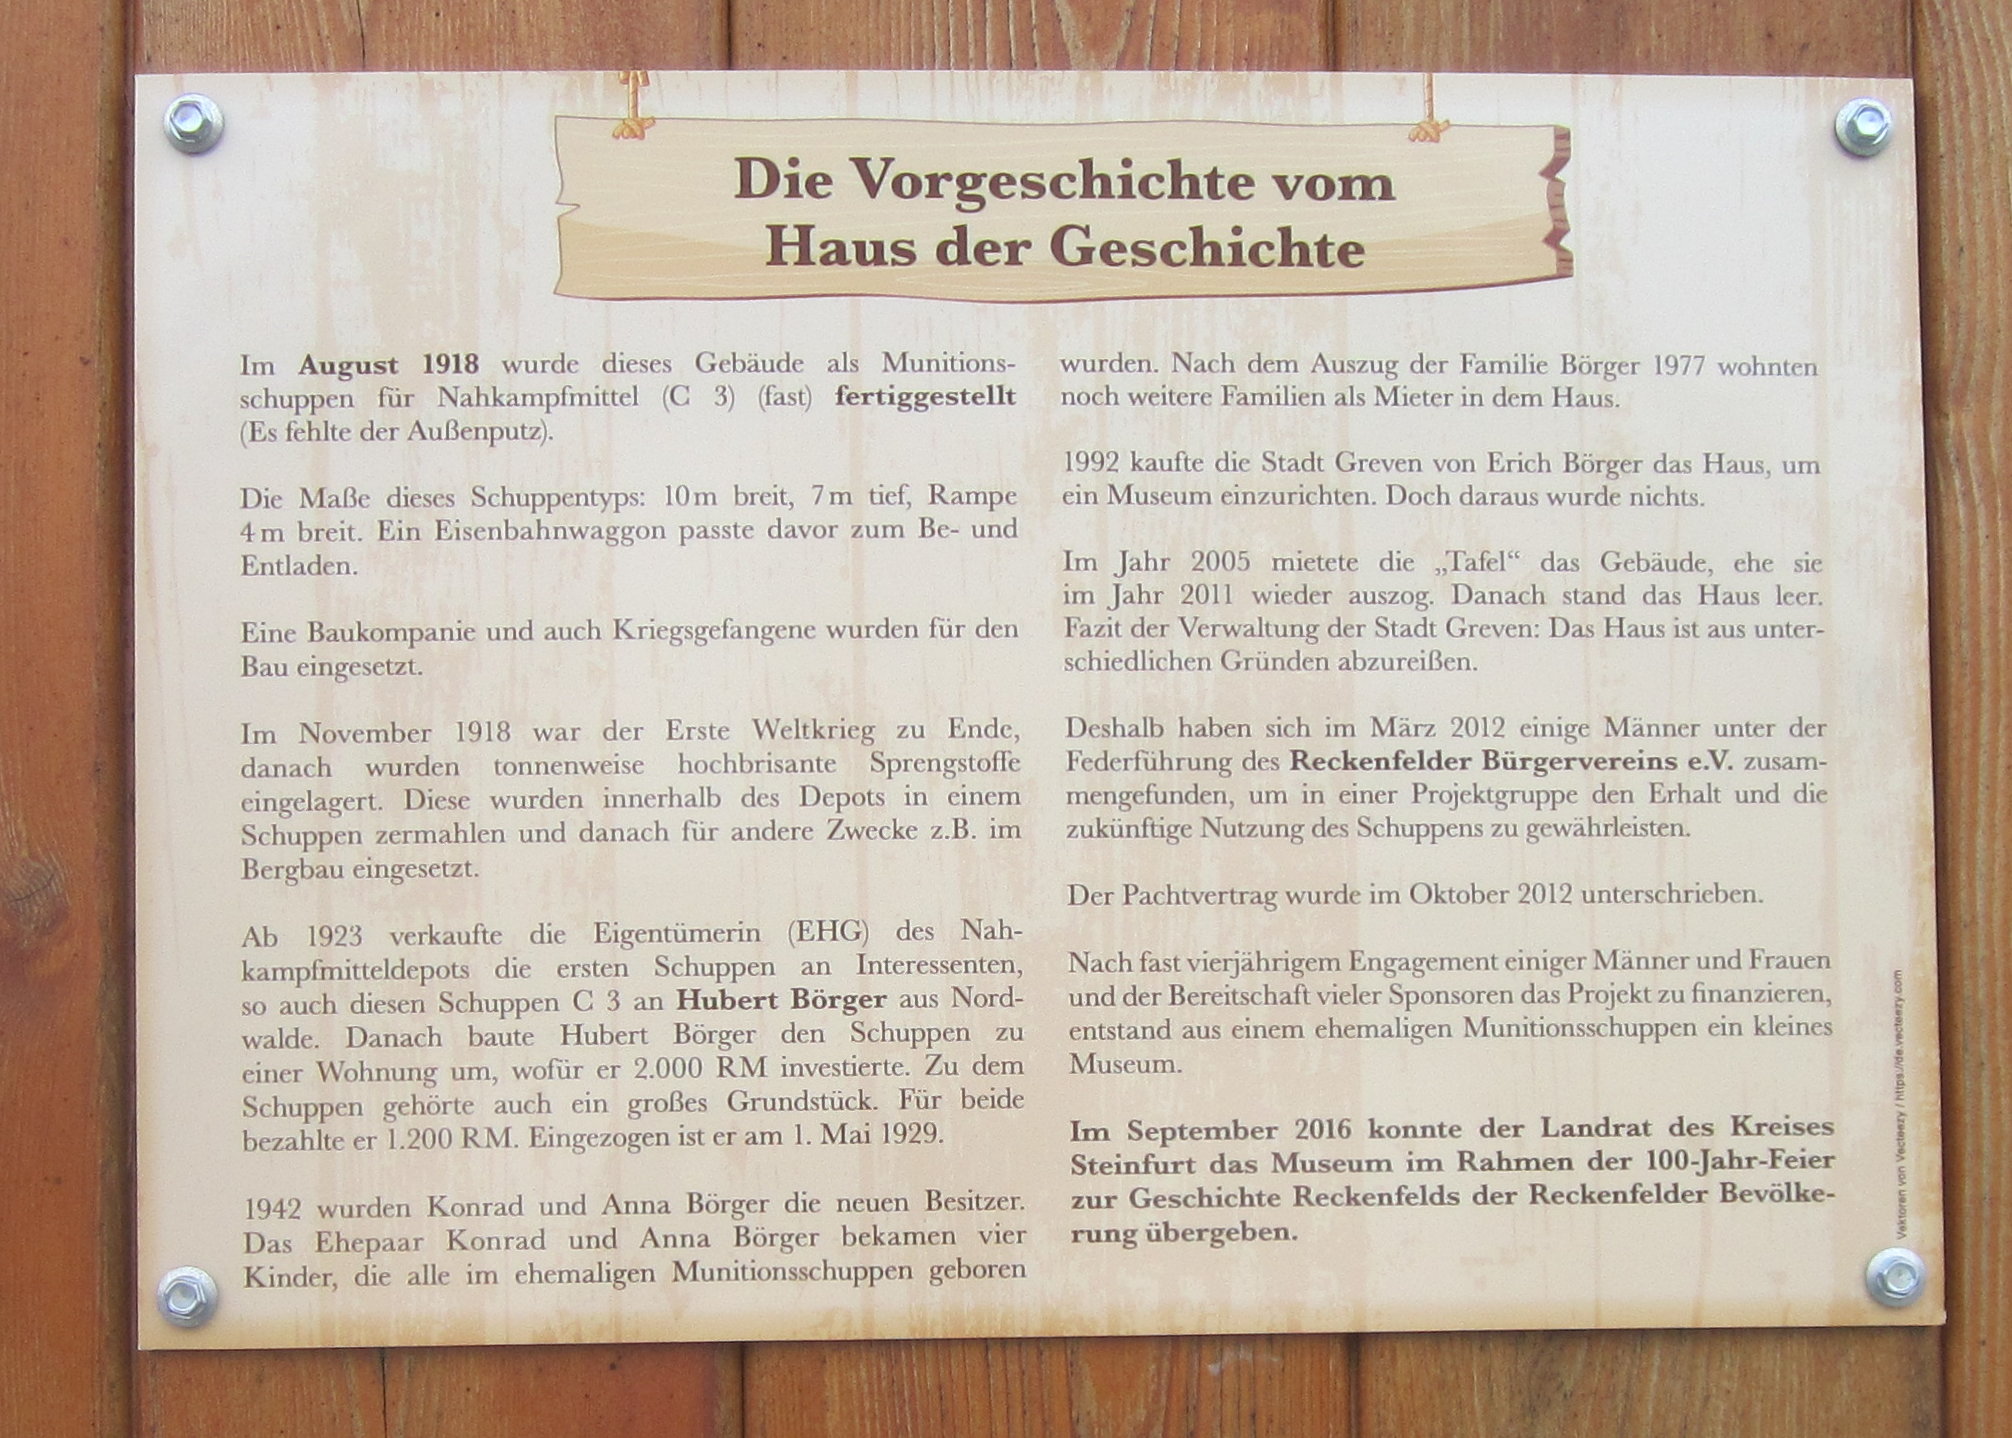 Die Vorgeschichte vom
Haus der Geschichte
Im August 1918 wurde dieses Gebäude als Munitions-
schuppen für Nahkampfmittel (C 3) (fast) fertiggestellt
(Es fehlte der Außenputz).
Die Maße dieses Schuppentyps: 10 m breit, 7 m tief, Rampe
4 m breit. Ein Eisenbahnwaggon passte davor zum Be- und
Entladen.
Eine Baukompanie und auch Kriegsgefangene wurden für den
Bau eingesetzt.
Im November 1918 war der Erste Weltkrieg zu Ende,
danach wurden tonnenweise hochbrisante Sprengstoffe
eingelagert. Diese wurden innerhalb des Depots in einem
Schuppen zermahlen und danach für andere Zwecke z.B. im
Bergbau eingesetzt.
Ab 1923 verkaufte die Eigentümerin (EHG) des Nah-
kampfmitteldepots die ersten Schuppen an Interessenten,
so auch diesen Schuppen C 3 an Hubert Börger aus Nord-
walde. Danach baute Hubert Börger den Schuppen zu
einer Wohnung um, wofür er 2.000 RM investierte. Zu dem
Schuppen gehörte auch ein großes Grundstück. Für beide
bezahlte er 1.200 RM. Eingezogen ist er am 1. Mai 1929.
1942 wurden Konrad und Anna Börger die neuen Besitzer.
Das Ehepaar Konrad und Anna Börger bekamen vier
Kinder, die alle im ehemaligen Munitionsschuppen geboren
wurden. Nach dem Auszug der Familie Börger 1977 wohnten
noch weitere Familien als Mieter in dem Haus.
1992 kaufte die Stadt Greven von Erich Börger das Haus, um
ein Museum einzurichten. Doch daraus wurde nichts.
Im Jahr 2005 mietete die „Tafel“ das Gebäude, ehe sie
im Jahr 2011 wieder auszog. Danach stand das Haus leer.
Fazit der Verwaltung der Stadt Greven: Das Haus ist aus unter-
schiedlichen Gründen abzureißen.
Deshalb haben sich im März 2012 einige Männer unter der
Federführung des Reckenfelder Bürgervereins e.V. zusam-
mengefunden, um in einer Projektgruppe den Erhalt und die
zukünftige Nutzung des Schuppens zu gewährleisten.
Der Pachtvertrag wurde im Oktober 2012 unterschrieben.
Nach fast vierjährigem Engagement einiger Männer und Frauen
und der Bereitschaft vieler Sponsoren das Projekt zu finanzieren,
entstand aus einem ehemaligen Munitionsschuppen ein kleines
Museum.
Im September 2016 konnte der Landrat des Kreises
Steinfurt das Museum im Rahmen der 100-Jahr-Feier
zur Geschichte Reckenfelds der Reckenfelder Bevölke-
rung übergeben.
Vektoren von Vecteezy / https://de.vecteezy.com